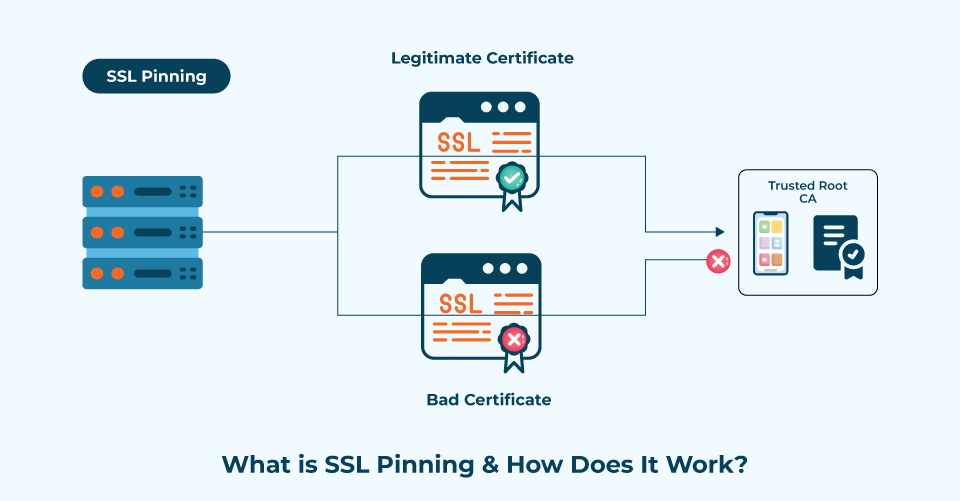 Legitimate Certificate
SSL Pinning
SSL
Trusted Root
CA
SSL
Bad Certificate
What is SSL Pinning & How Does It Work?